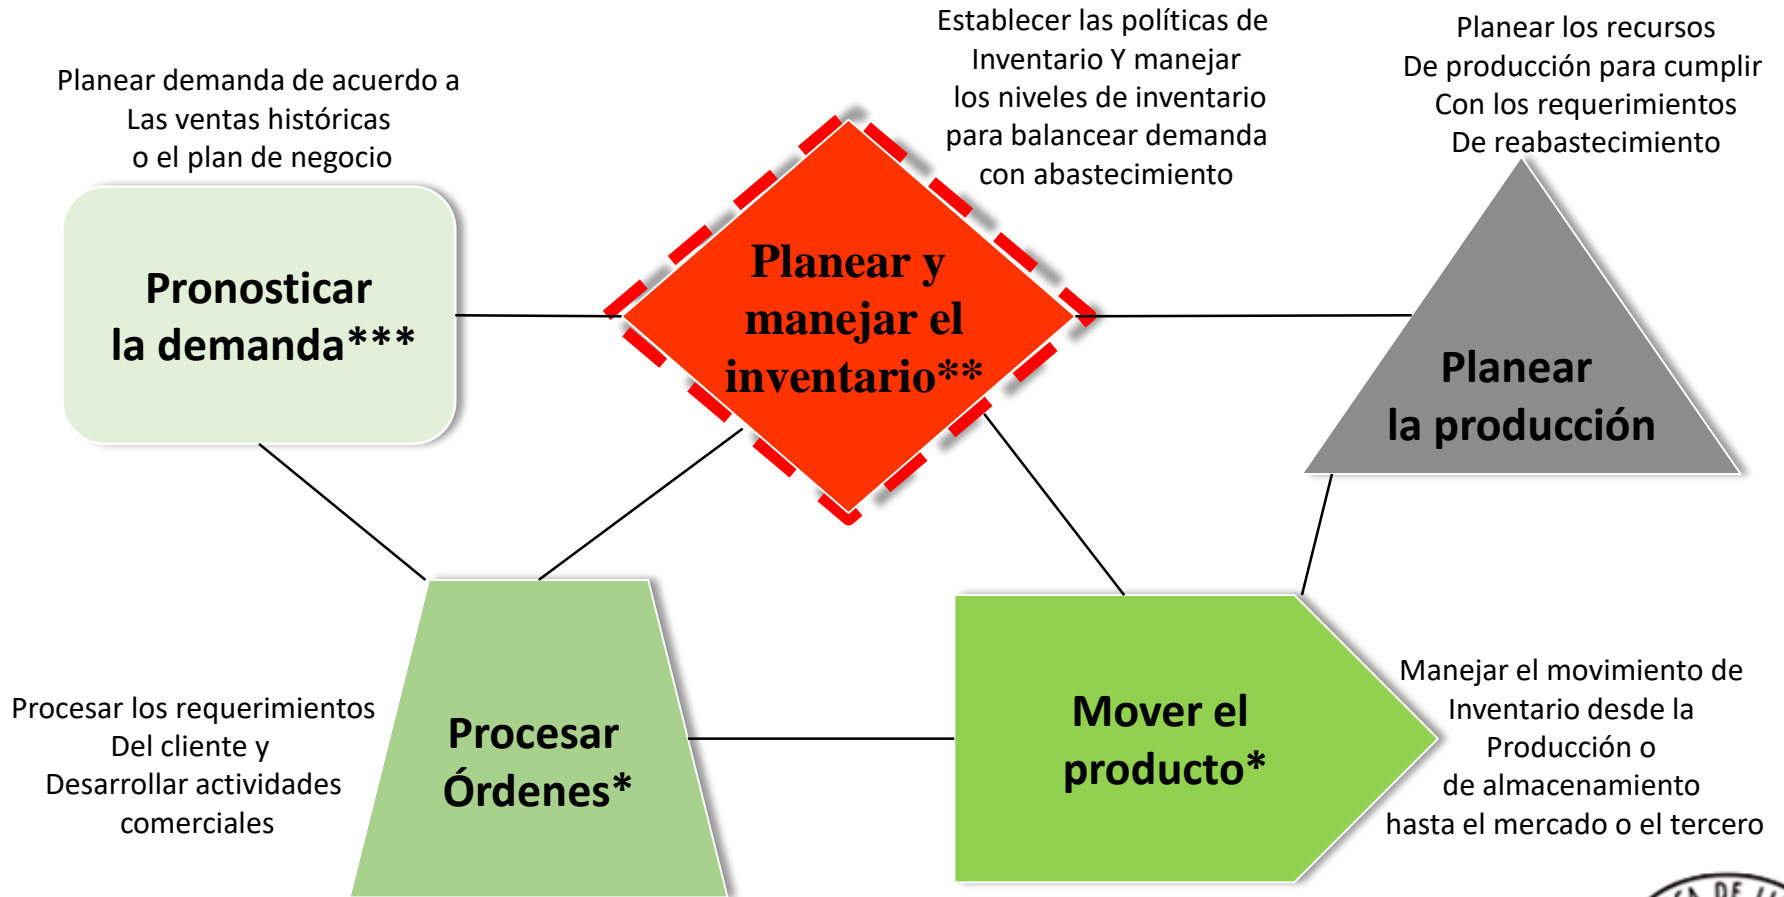 Planear demanda de acuerdo a
Las ventas históricas
o el plan de negocio
Establecer las políticas de
Inventario Y manejar
los niveles de inventario
para balancear demanda
con abastecimiento
Planear los recursos
De producción para cumplir
Con los requerimientos
De reabastecimiento
Pronosticar
la demanda***
Planear y
manejar el
inventario**
Planear
la producción
Procesar los requerimientos
Del cliente y
Desarrollar actividades
comerciales
Procesar
Órdenes*
Mover el
producto*
Manejar el movimiento de
Inventario desde la
Producción o
de almacenamiento
hasta el mercado o el tercero
DE